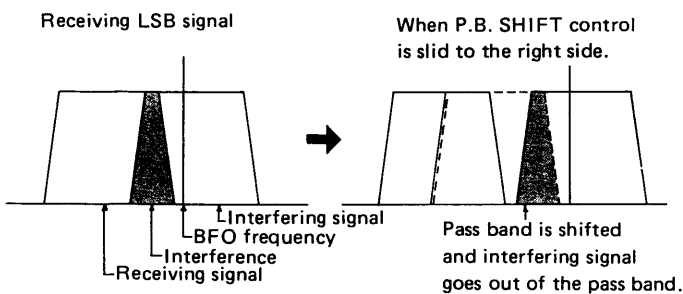 Receiving LSB signal
When P.B. SHIFT control
is slid to the right side.
Interfering signal
BFO frequency
Interference
Receiving signal
Pass band is shifted
and interfering signal
goes out of the pass band.